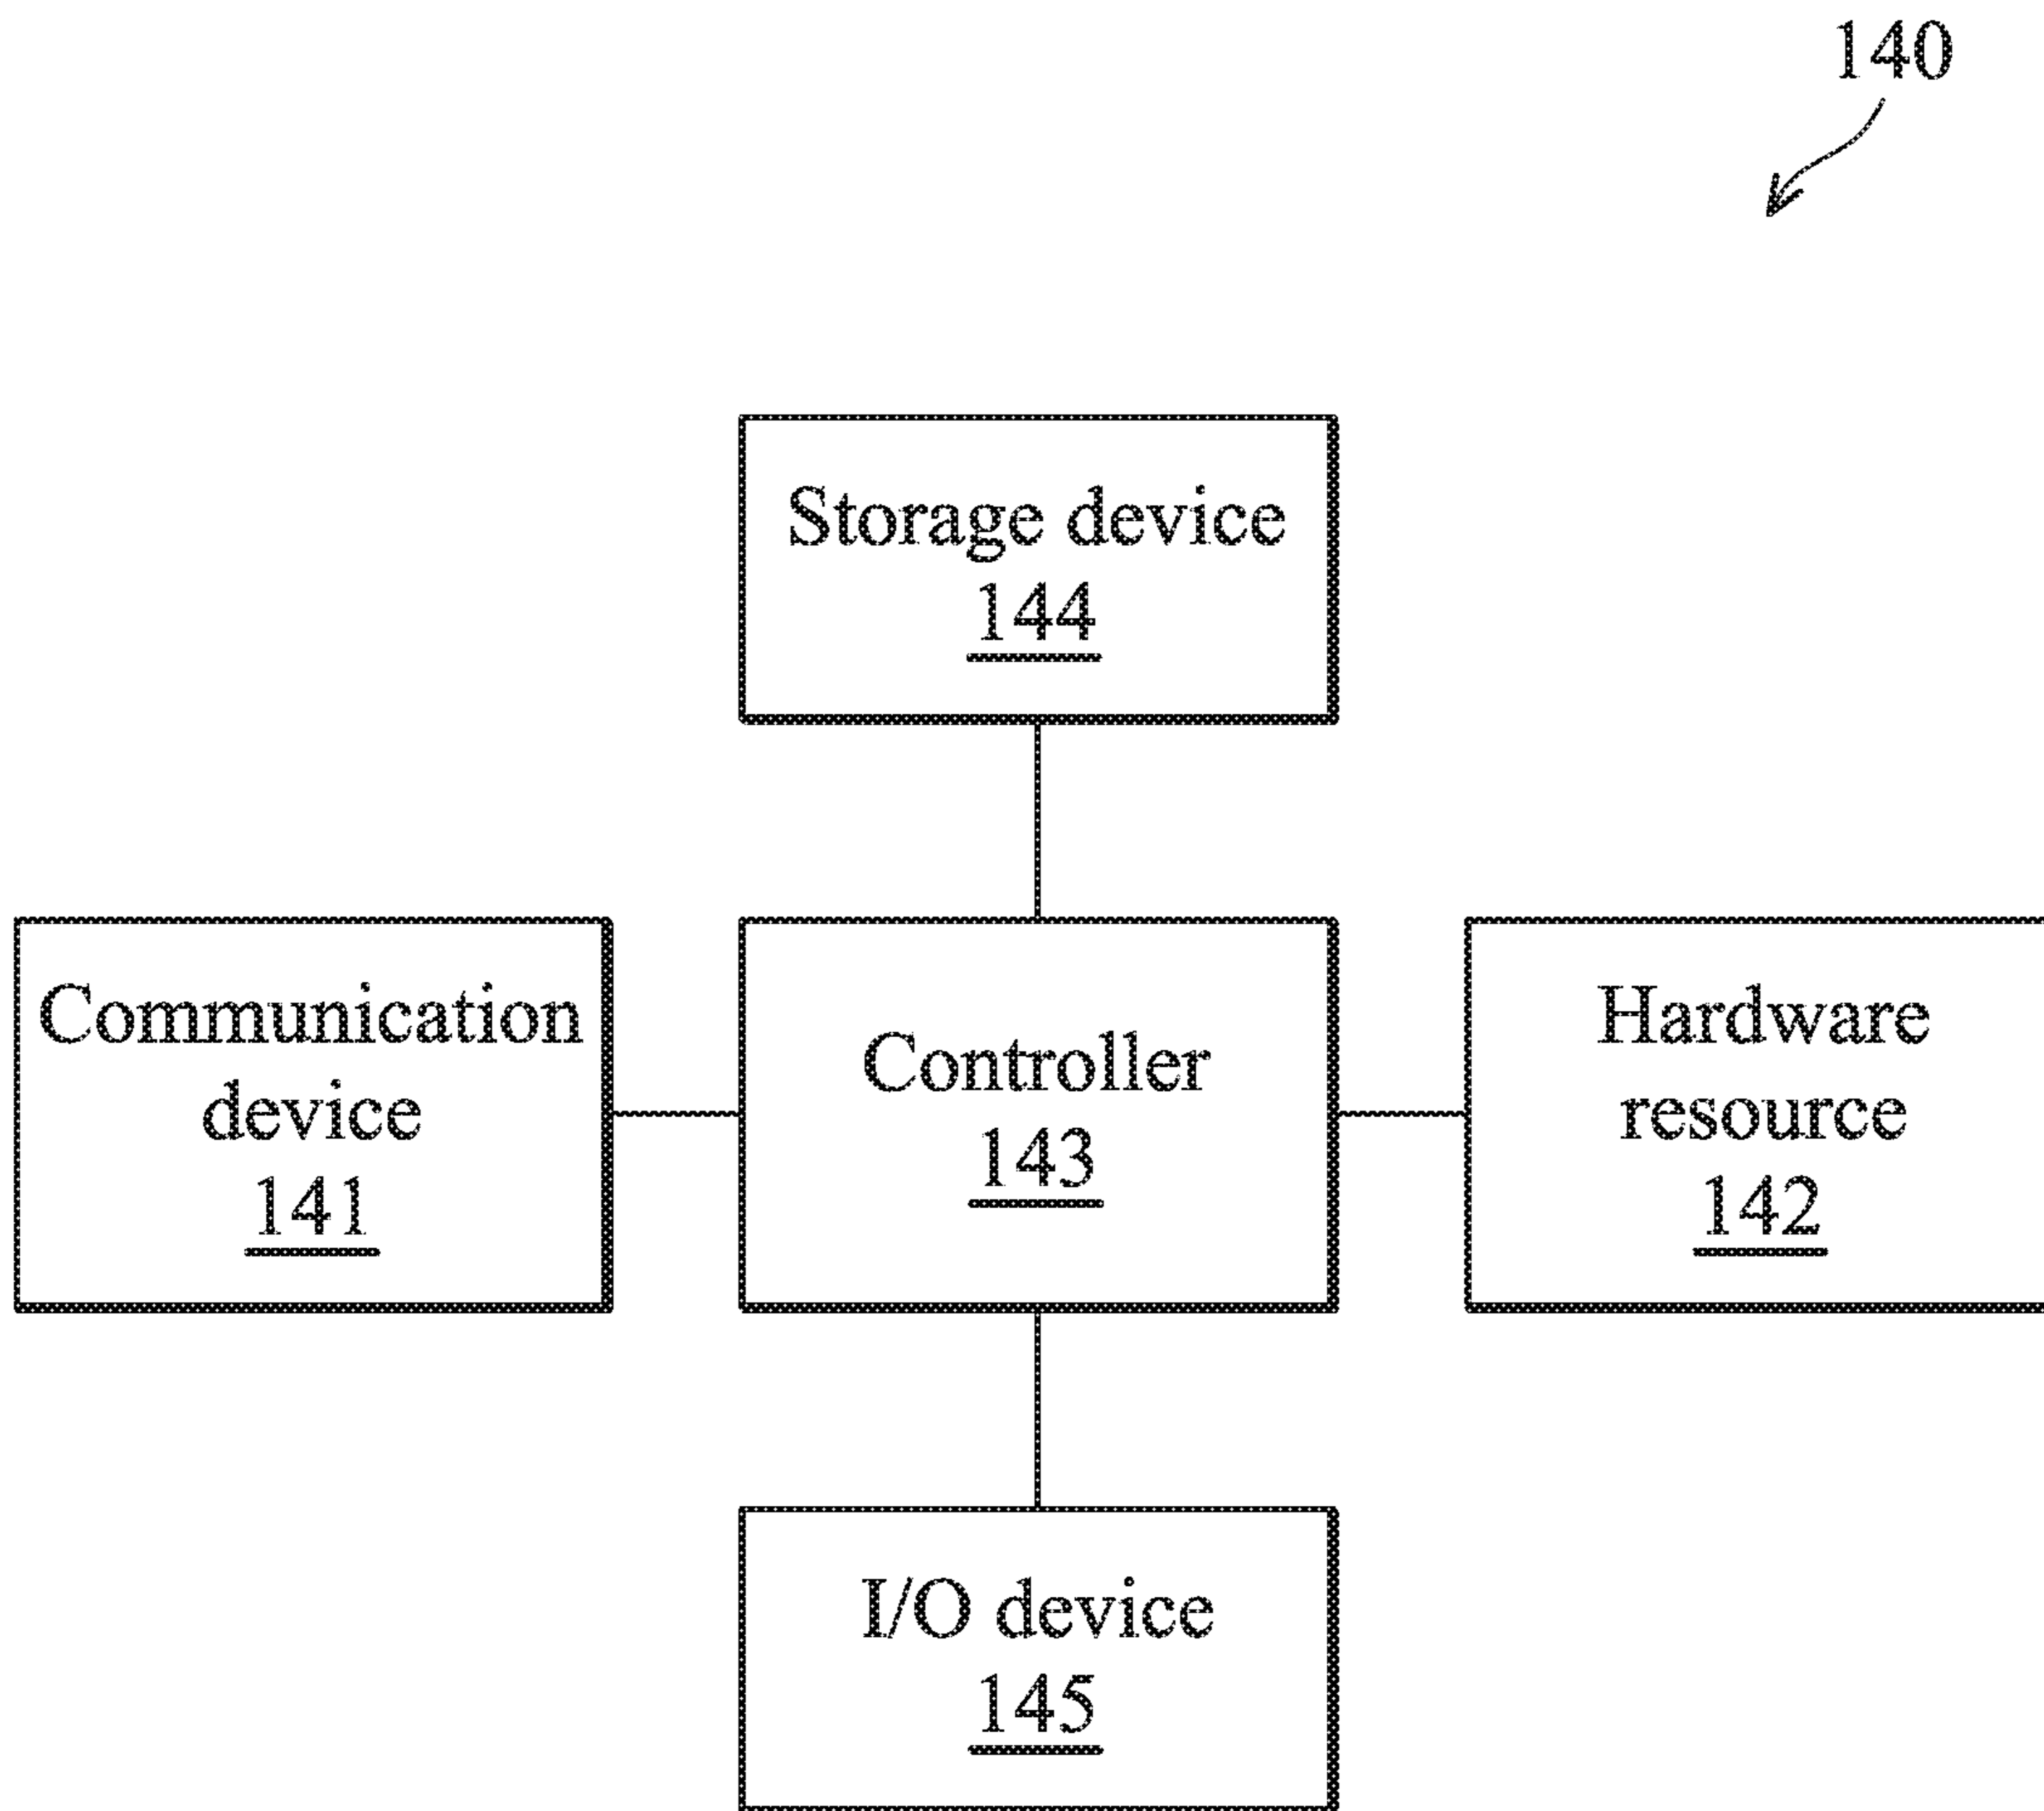 140
Storage device
144
Communication
device
141
Controller
143
Hardware
resource
142
I/O device
145